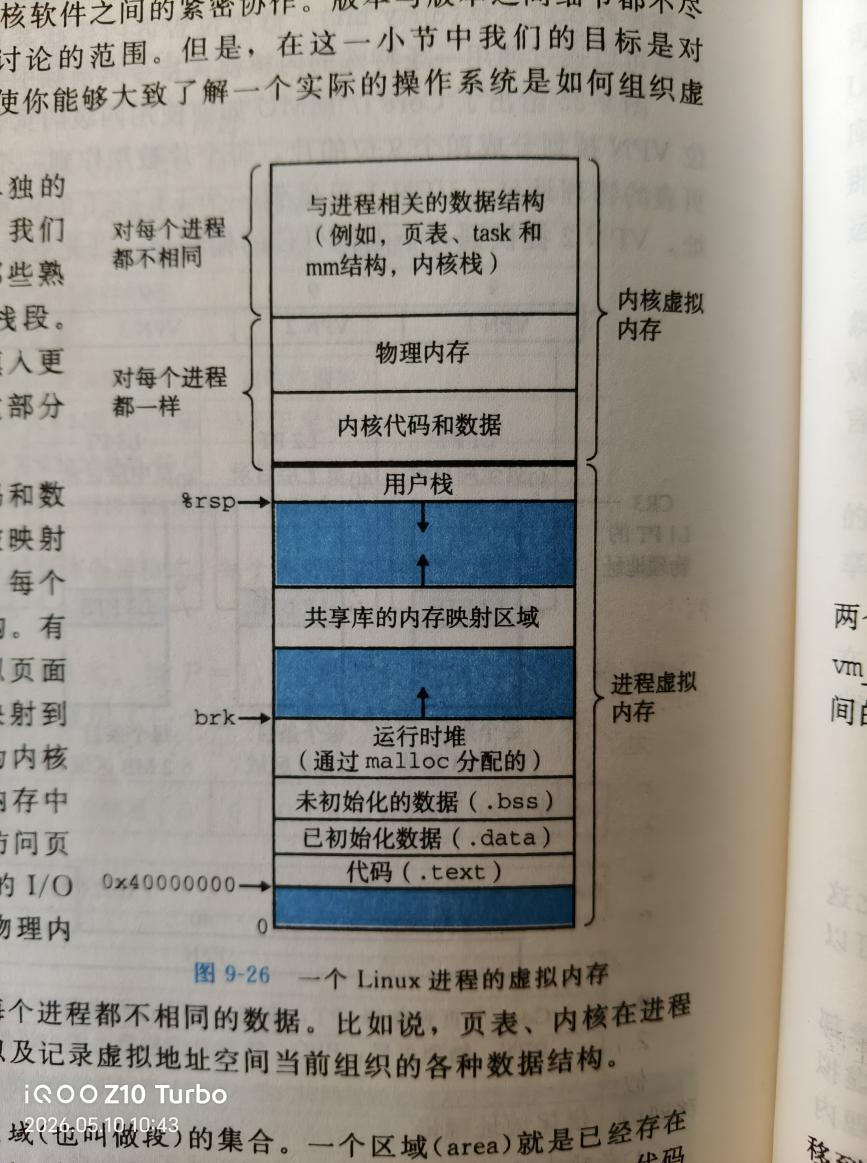 核软件之间的紧密协作。版本与版本之间细节都不尽
讨论的范围。但是，在这一小节中我们的目标是对
使你能够大致了解一个实际的操作系统是如何组织虚
独的
我们
些熟
栈段。
入更
部分
和数
映射
每个
。有
页面
映射到
内核
内存中
访问页
的 I/O
物理内
对每个进程
都不相同
与进程相关的数据结构
（例如，页表、task 和
mm结构，内核栈）
内核虚拟
内存
对每个进程
都一样
物理内存
内核代码和数据
用户栈
%rsp
共享库的内存映射区域
进程虚拟
内存
brk
运行时堆
（通过 malloc 分配的）
未初始化的数据（.bss）
已初始化数据（.data）
代码（.text）
0x40000000
0
图 9-26 一个 Linux 进程的虚拟内存
每个进程都不相同的数据。比如说，页表、内核在进程
以及记录虚拟地址空间当前组织的各种数据结构。
域(也叫做段)的集合。一个区域(area)就是已经存在
代码
两
vm_
间的
移到
iQOO Z10 Turbo
2026.05.10 10:43